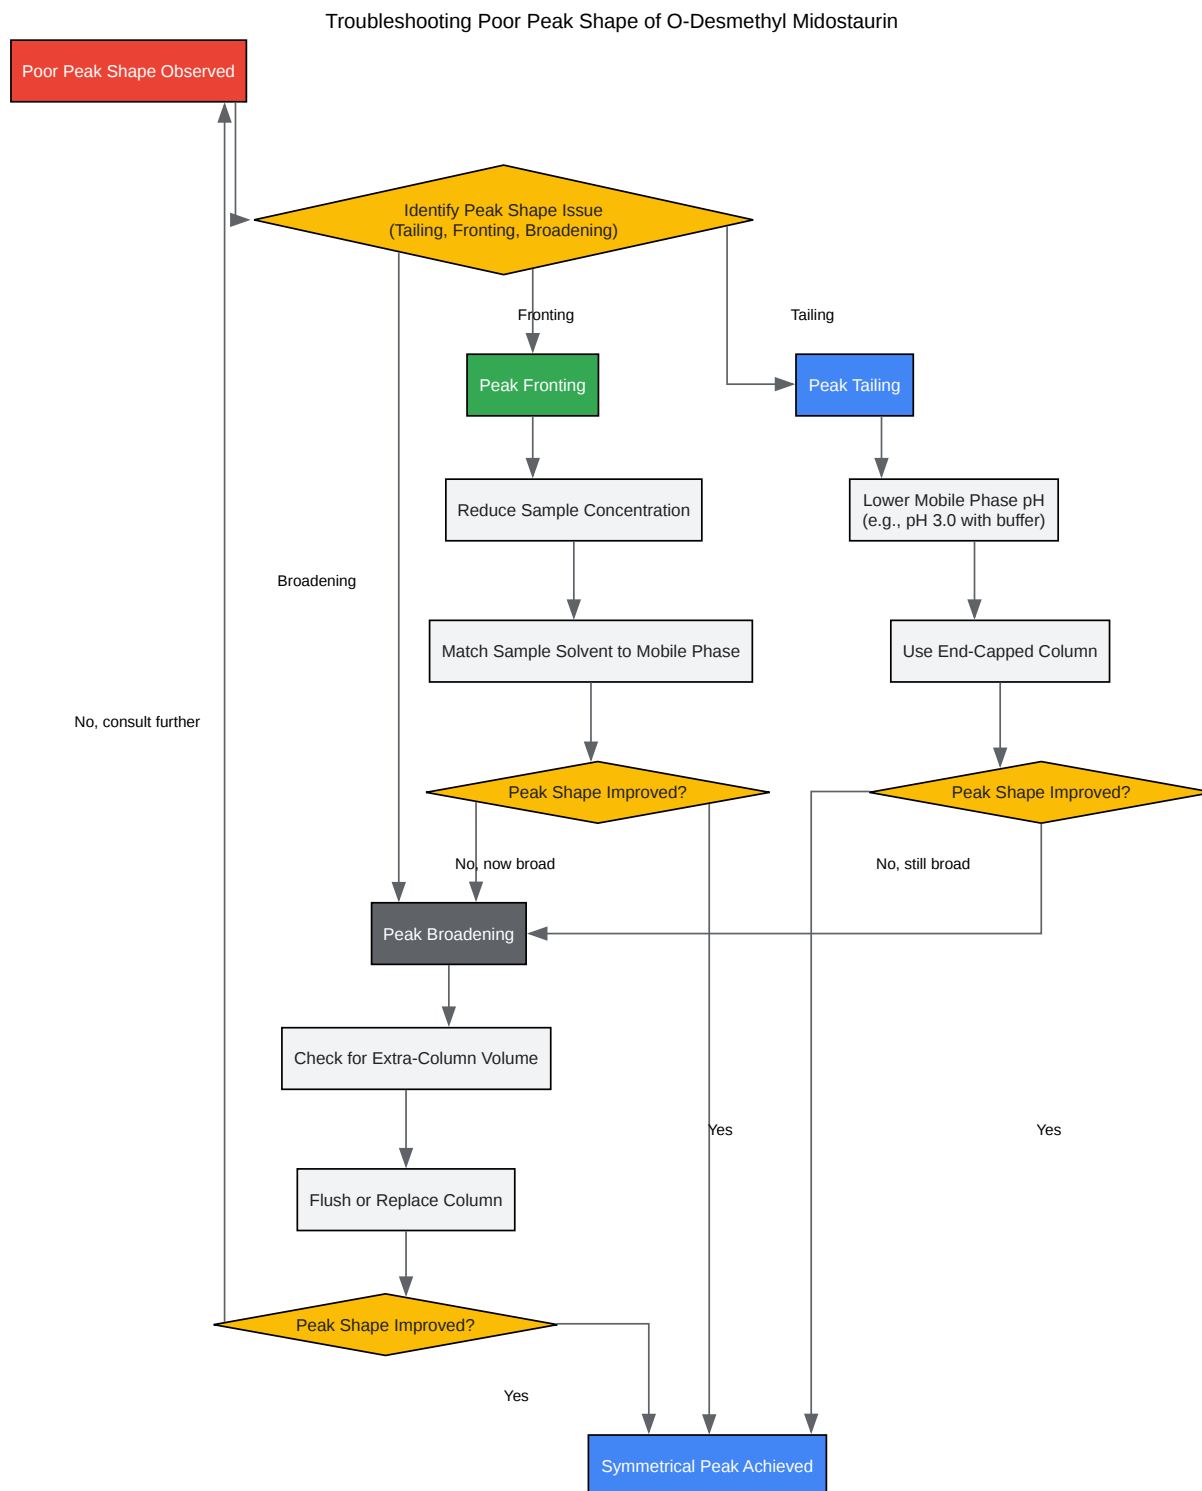 Troubleshooting Poor Peak Shape of O-Desmethyl Midostaurin
Poor Peak Shape Observed
Identify Peak Shape Issue
(Tailing, Fronting, Broadening)
Fronting
Tailing
Peak Fronting
Peak Tailing
Reduce Sample Concentration
Lower Mobile Phase pH
(e.g., pH 3.0 with buffer)
Broadening
Match Sample Solvent to Mobile Phase
Use End-Capped Column
No, consult further
Peak Shape Improved?
Peak Shape Improved?
No, now broad
No, still broad
Peak Broadening
Check for Extra-Column Volume
Yes
Yes
Flush or Replace Column
Peak Shape Improved?
Yes
Symmetrical Peak Achieved